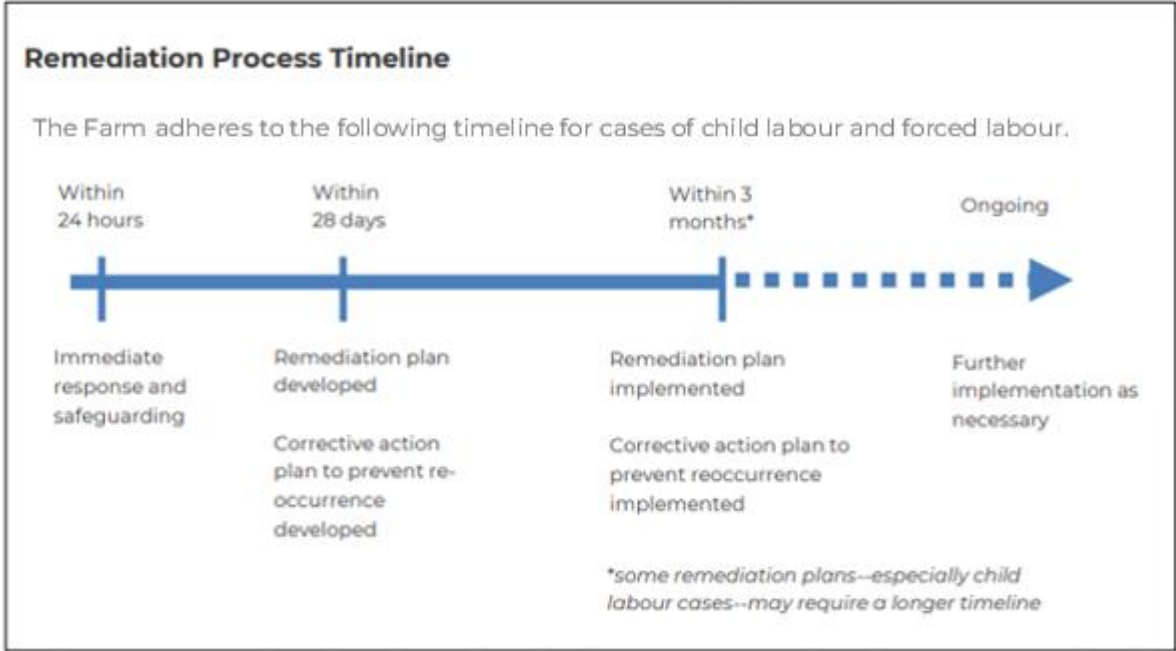 Remediation Process Timeline
The Farm adheres to the following timeline for cases of child labour and forced labour.
Within
24 hours
Within
28 days
Within 3
months*
Ongoing
Immediate
response and
safeguarding
Remediation plan
developed
Corrective action
plan to prevent re-
occurrence
developed
Remediation plan
implemented
Corrective action plan to
prevent reoccurrence
implemented
Further
implementation as
necessary
*some remediation plans--especially child
labour cases--may require a longer timeline